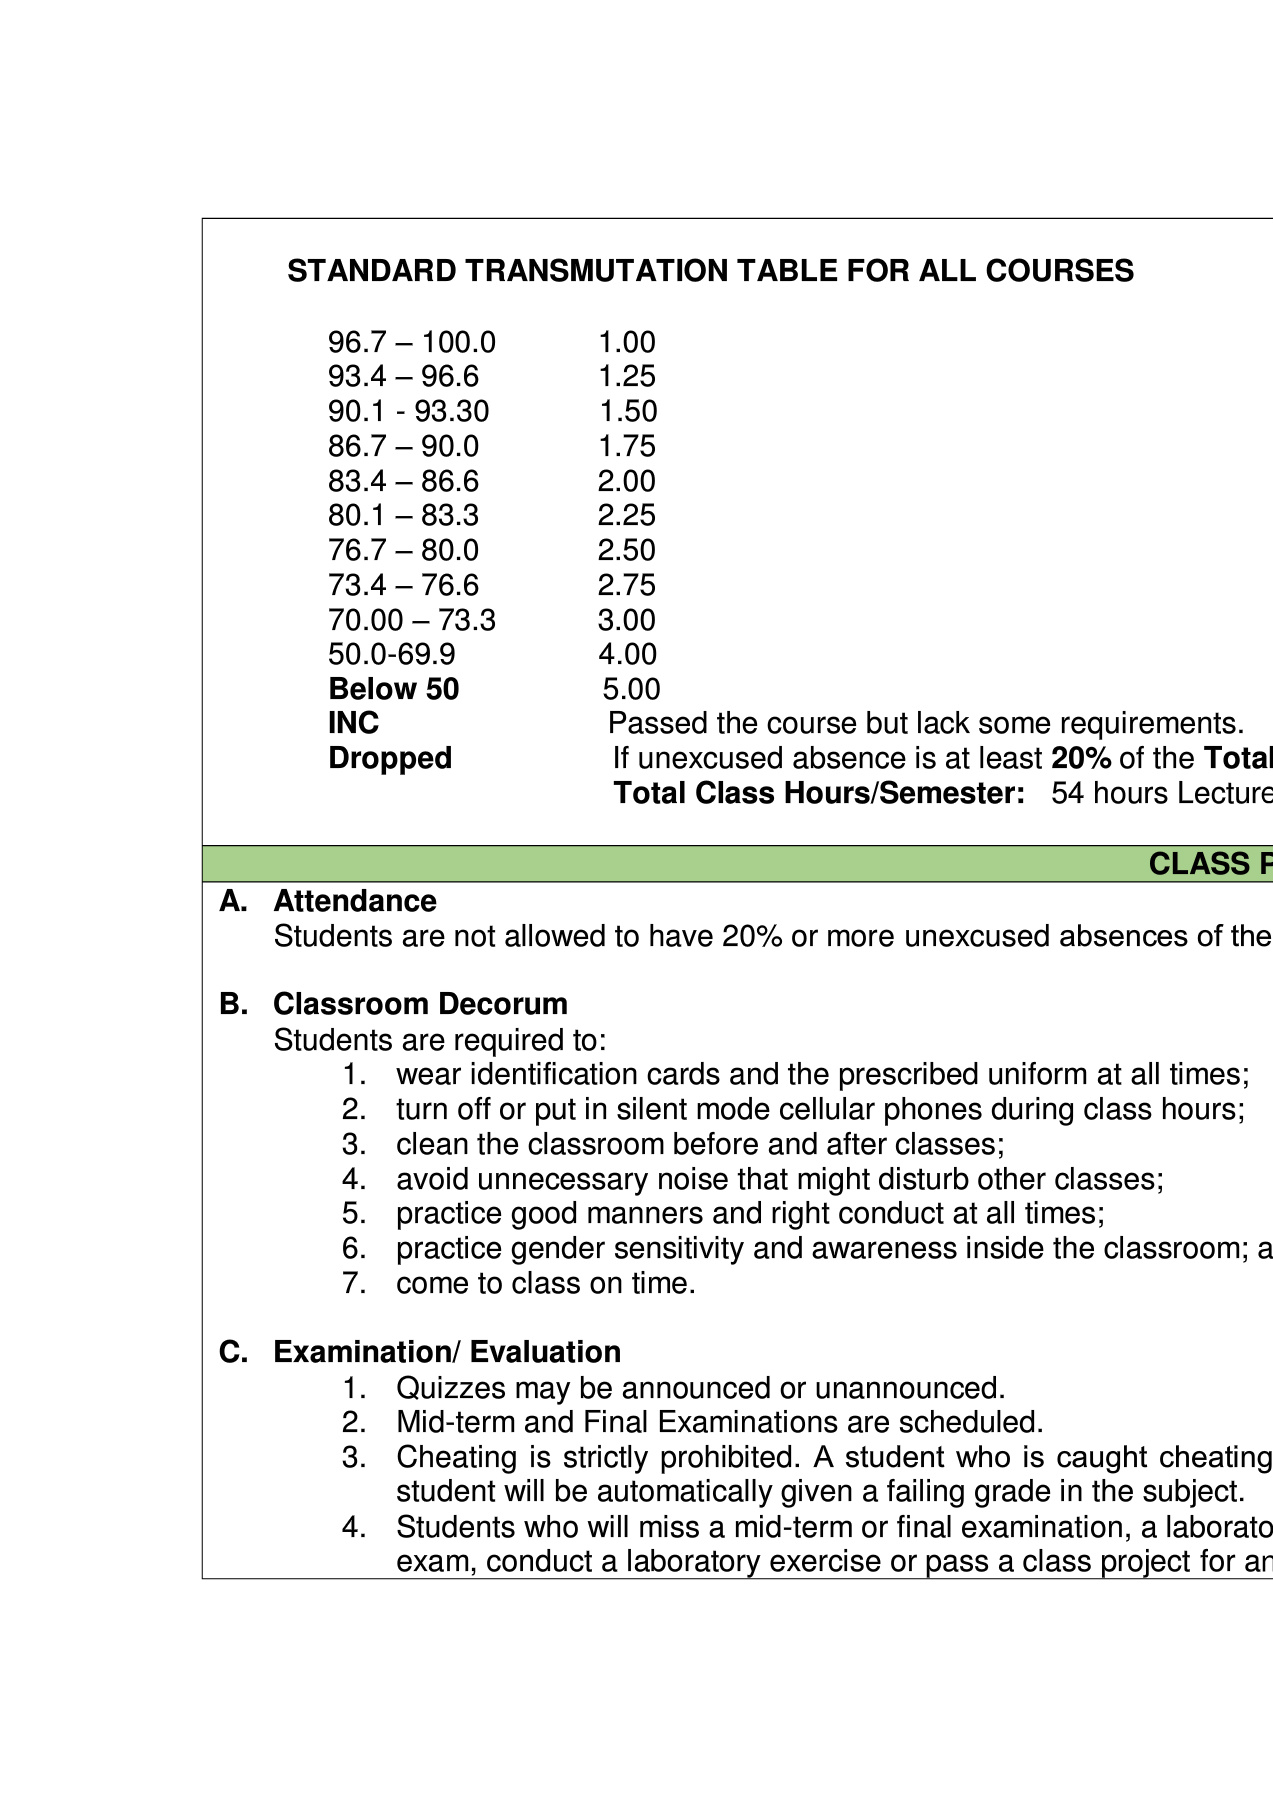 STANDARD TRANSMUTATION TABLE FOR ALL COURSES
96.7 – 100.0 1.00
93.4 – 96.6 1.25
90.1 - 93.30 1.50
86.7 – 90.0 1.75
83.4 – 86.6 2.00
80.1 – 83.3 2.25
76.7 – 80.0 2.50
73.4 – 76.6 2.75
70.00 – 73.3 3.00
50.0-69.9 4.00
Below 50 5.00
INC Passed the course but lack some requirements.
Dropped If unexcused absence is at least 20% of the Total
Total Class Hours/Semester: 54 hours Lecture
CLASS P
A. Attendance
Students are not allowed to have 20% or more unexcused absences of the
B. Classroom Decorum
Students are required to:
1. wear identification cards and the prescribed uniform at all times;
2. turn off or put in silent mode cellular phones during class hours;
3. clean the classroom before and after classes;
4. avoid unnecessary noise that might disturb other classes;
5. practice good manners and right conduct at all times;
6. practice gender sensitivity and awareness inside the classroom; a
7. come to class on time.
C. Examination/ Evaluation
1. Quizzes may be announced or unannounced.
2. Mid-term and Final Examinations are scheduled.
3. Cheating is strictly prohibited. A student who is caught cheating
student will be automatically given a failing grade in the subject.
4. Students who will miss a mid-term or final examination, a laborato
exam, conduct a laboratory exercise or pass a class project for an